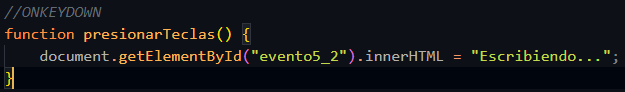 //ONKEYDOWN
function presionarTeclas() {
    document.getElementById("evento5_2").innerHTML = "Escribiendo...";
}